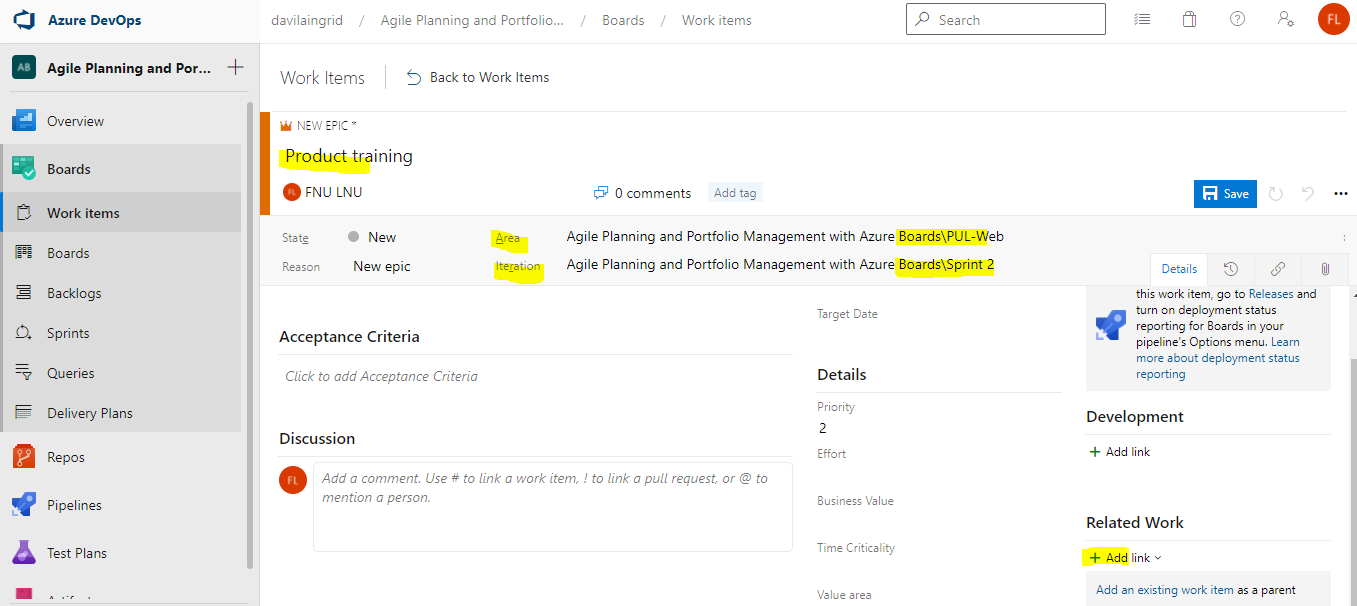 Azure DevOps
davilaingrid / Agile Planning and Portfolio... / Boards / Work items
Search
FL
AB Agile Planning and Por...
Overview
Boards
Work items
Boards
Backlogs
Sprints
Queries
Delivery Plans
Repos
Pipelines
Test Plans
Work Items
Back to Work Items
NEW EPIC *
Product training
FL FNU LNU
0 comments
Add tag
Save
State
New
Area
Agile Planning and Portfolio Management with Azure Boards\PUL-Web
Reason
New epic
Iteration
Agile Planning and Portfolio Management with Azure Boards\Sprint 2
Details
Acceptance Criteria
Click to add Acceptance Criteria
Discussion
FL
Add a comment. Use # to link a work item, ! to link a pull request, or @ to
mention a person.
Target Date
Details
Priority
2
Effort
Business Value
Time Criticality
Value area
this work item, go to Releases and
turn on deployment status
reporting for Boards in your
pipeline's Options menu. Learn
more about deployment status
reporting
Development
+ Add link
Related Work
+ Add link
Add an existing work item as a parent